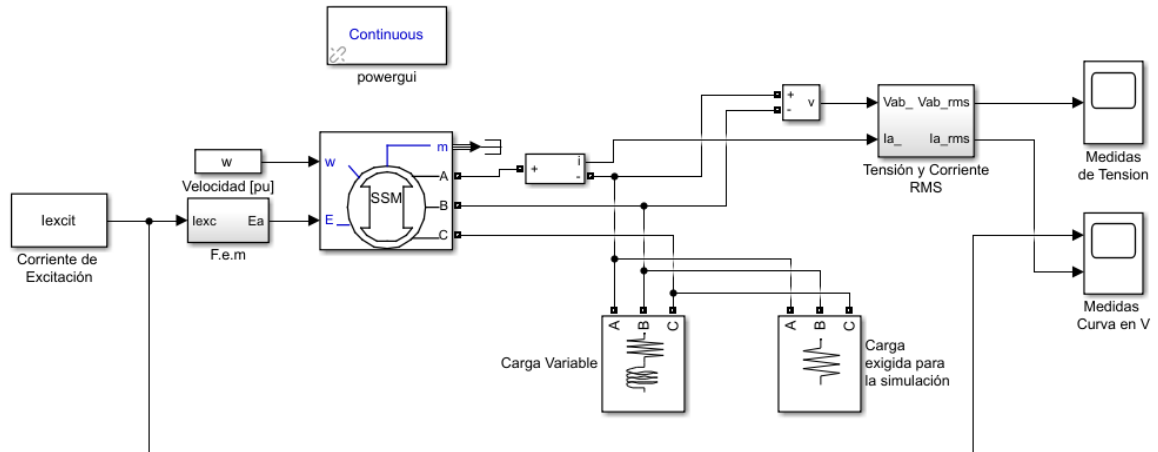 Continuous
powergui
w
Velocidad [pu]
Iexcit
Corriente de
Excitación
Iexc Ea
F.e.m
w
E
SSM
m
A
B
C
+
i
-
+
-
v
Vab_ Vab_rms
Ia_ Ia_rms
Tensión y Corriente
RMS
Medidas
de Tension
Medidas
Curva en V
A B C
Carga Variable
A B C
Carga
exigida para
la simulación